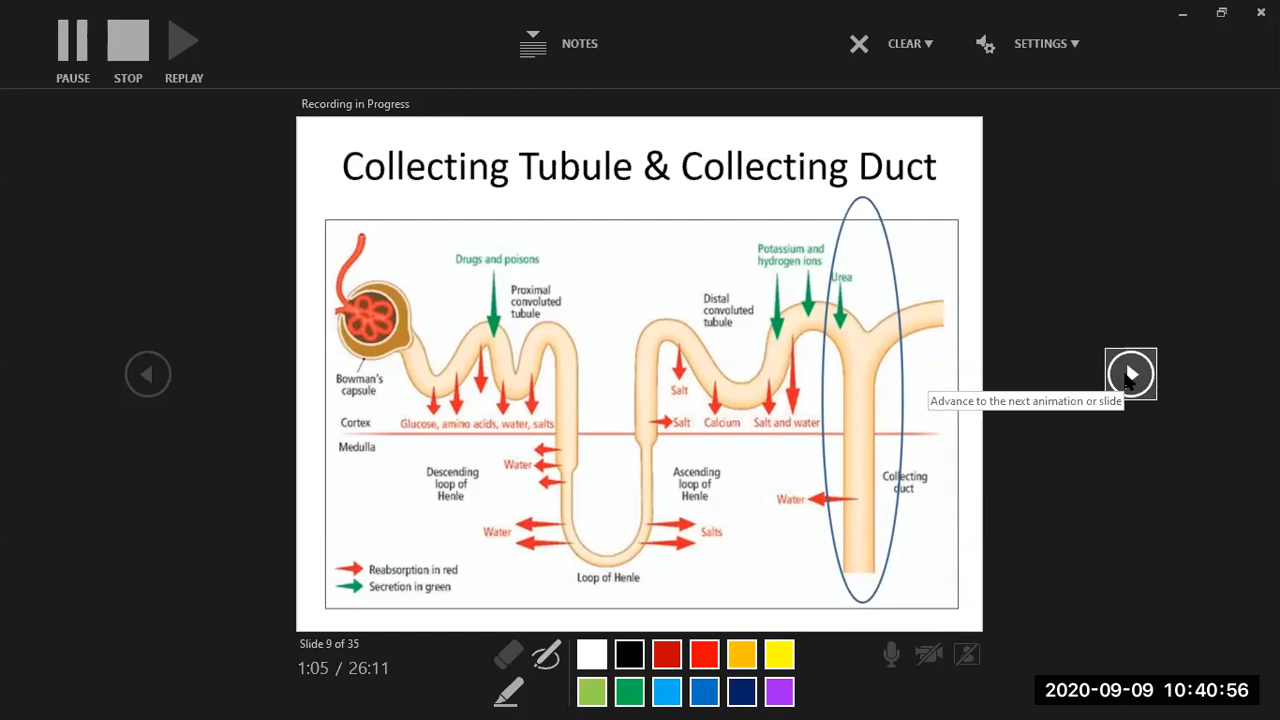 PAUSE
STOP
REPLAY
NOTES
CLEAR
SETTINGS
Recording in Progress
Collecting Tubule & Collecting Duct
Drugs and poisons
Proximal
convoluted
tubule
Potassium and
hydrogen ions
Urea
Distal
convoluted
tubule
Bowman's
capsule
Salt
Cortex
Glucose, amino acids, water, salts
Salt
Calcium
Salt and water
Medulla
Water
Descending
loop of
Henle
Ascending
loop of
Henle
Collecting
duct
Water
Water
Salts
Reabsorption in red
Secretion in green
Loop of Henle
Advance to the next animation or slide
Slide 9 of 35
1:05 / 26:11
2020-09-09 10:40:56